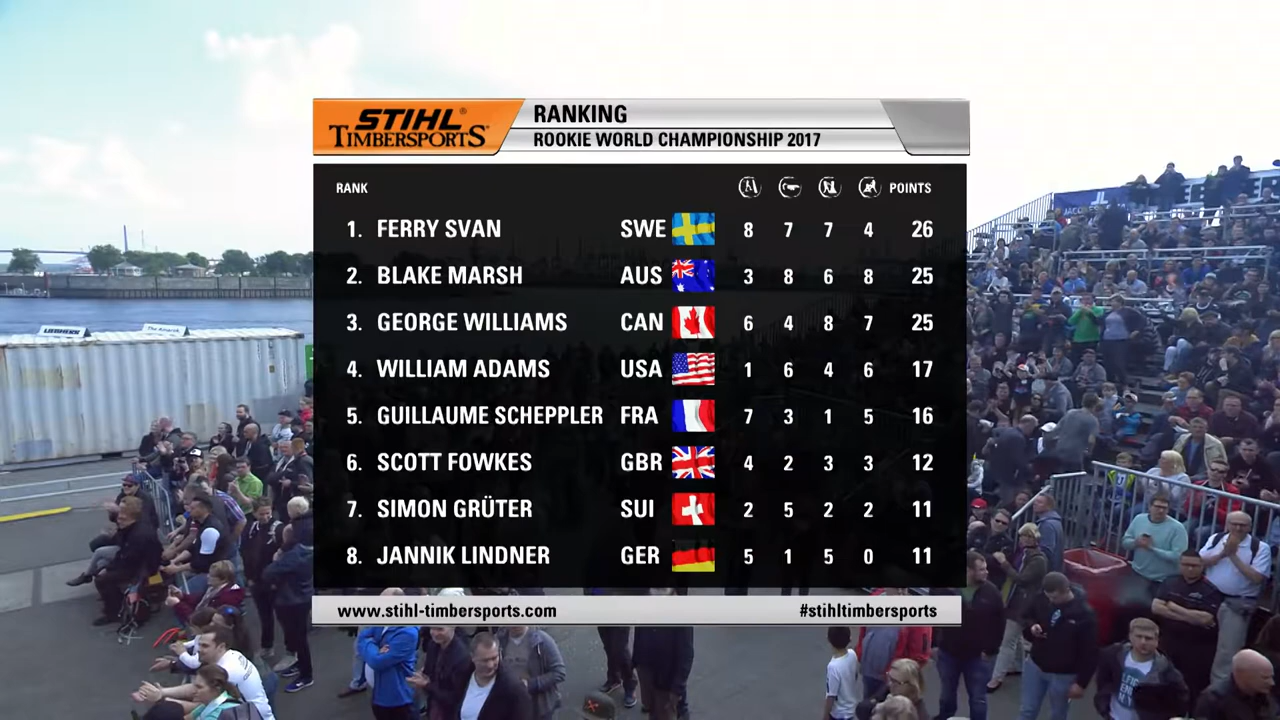 STIHL®
TIMBERSPORTS®
RANKING
ROOKIE WORLD CHAMPIONSHIP 2017
RANK POINTS
1. FERRY SVAN SWE 8 7 7 4 26
2. BLAKE MARSH AUS 3 8 6 8 25
3. GEORGE WILLIAMS CAN 6 4 8 7 25
4. WILLIAM ADAMS USA 1 6 4 6 17
5. GUILLAUME SCHEPPLER FRA 7 3 1 5 16
6. SCOTT FOWKES GBR 4 2 3 3 12
7. SIMON GRÜTER SUI 2 5 2 2 11
8. JANNIK LINDNER GER 5 1 5 0 11
www.stihl-timbersports.com #stihltimbersports
LIEBHERR